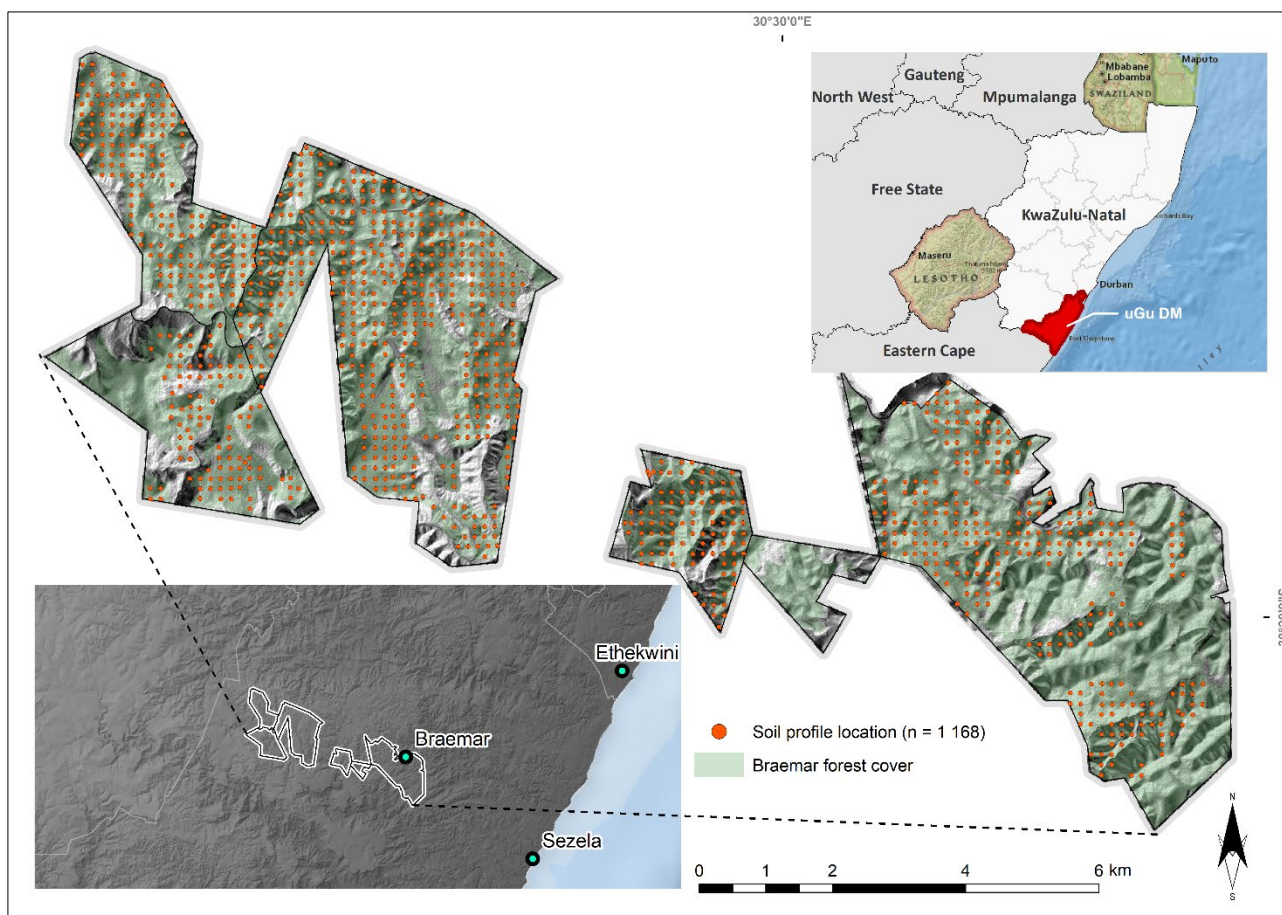 30°30'0"E
Maputo
Mbabane
Lobamba
SWAZILAND
Gauteng
North West
Mpumalanga
Free State
KwaZulu-Natal
Richards Bay
Maseru
LESOTHO
Durban
uGu DM
Port Shepstone
Eastern Cape
lley
Ethekwini
Braemar
Sezela
Soil profile location (n = 1 168)
Braemar forest cover
N
S
0 1 2 4 6 km